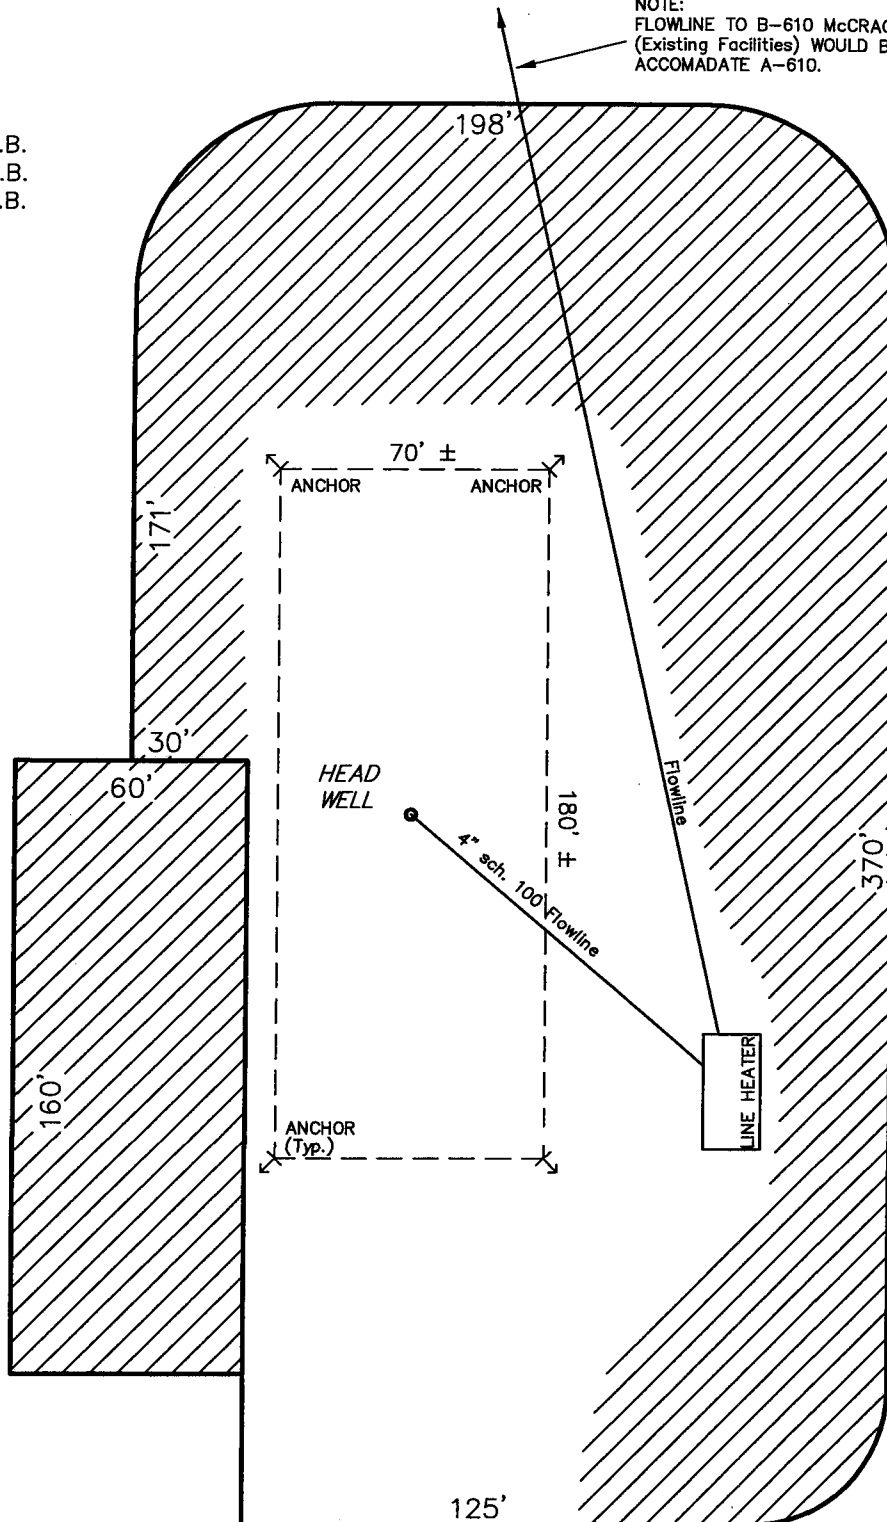 NOTE:
FLOWLINE TO B-610
(Existing Facilities) WOULD
ACCOMADATE A-610.
.B.
.B.
.B.
198'
70' ±
ANCHOR ANCHOR
171'
30'
60'
HEAD
WELL
180' ±
Flowline
4" sch. 100 Flowline
370'
160'
LINE HEATER
ANCHOR
(Typ.)
125'